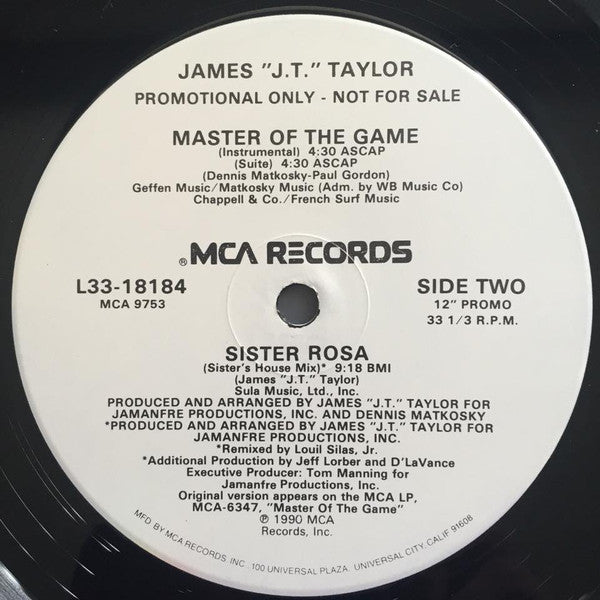 JAMES "J.T." TAYLOR
PROMOTIONAL ONLY - NOT FOR SALE
MASTER OF THE GAME
(Instrumental) 4:30 ASCAP
(Suite) 4:30 ASCAP
(Dennis Matkosky-Paul Gordon)
Geffen Music/Matkosky Music (Adm. by WB Music Co)
Chappell & Co./French Surf Music
® MCA RECORDS
L33-18184
MCA 9753
SIDE TWO
12" PROMO
33 1/3 R.P.M.
SISTER ROSA
(Sister's House Mix)* 9:18 BMI
(James "J.T." Taylor)
Sula Music, Ltd., Inc.
PRODUCED AND ARRANGED BY JAMES "J.T." TAYLOR FOR
JAMANFRE PRODUCTIONS, INC. AND DENNIS MATKOSKY
*PRODUCED AND ARRANGED BY JAMES "J.T." TAYLOR FOR
JAMANFRE PRODUCTIONS, INC.
*Remixed by Louil Silas, Jr.
*Additional Production by Jeff Lorber and D'LaVance
Executive Producer: Tom Manning for
Jamanfre Productions, Inc.
Original version appears on the MCA LP,
MCA-6347, "Master Of The Game"
℗ 1990 MCA
Records, Inc.
MFD. BY MCA RECORDS, INC. 100 UNIVERSAL PLAZA, UNIVERSAL CITY, CALIF. 91608